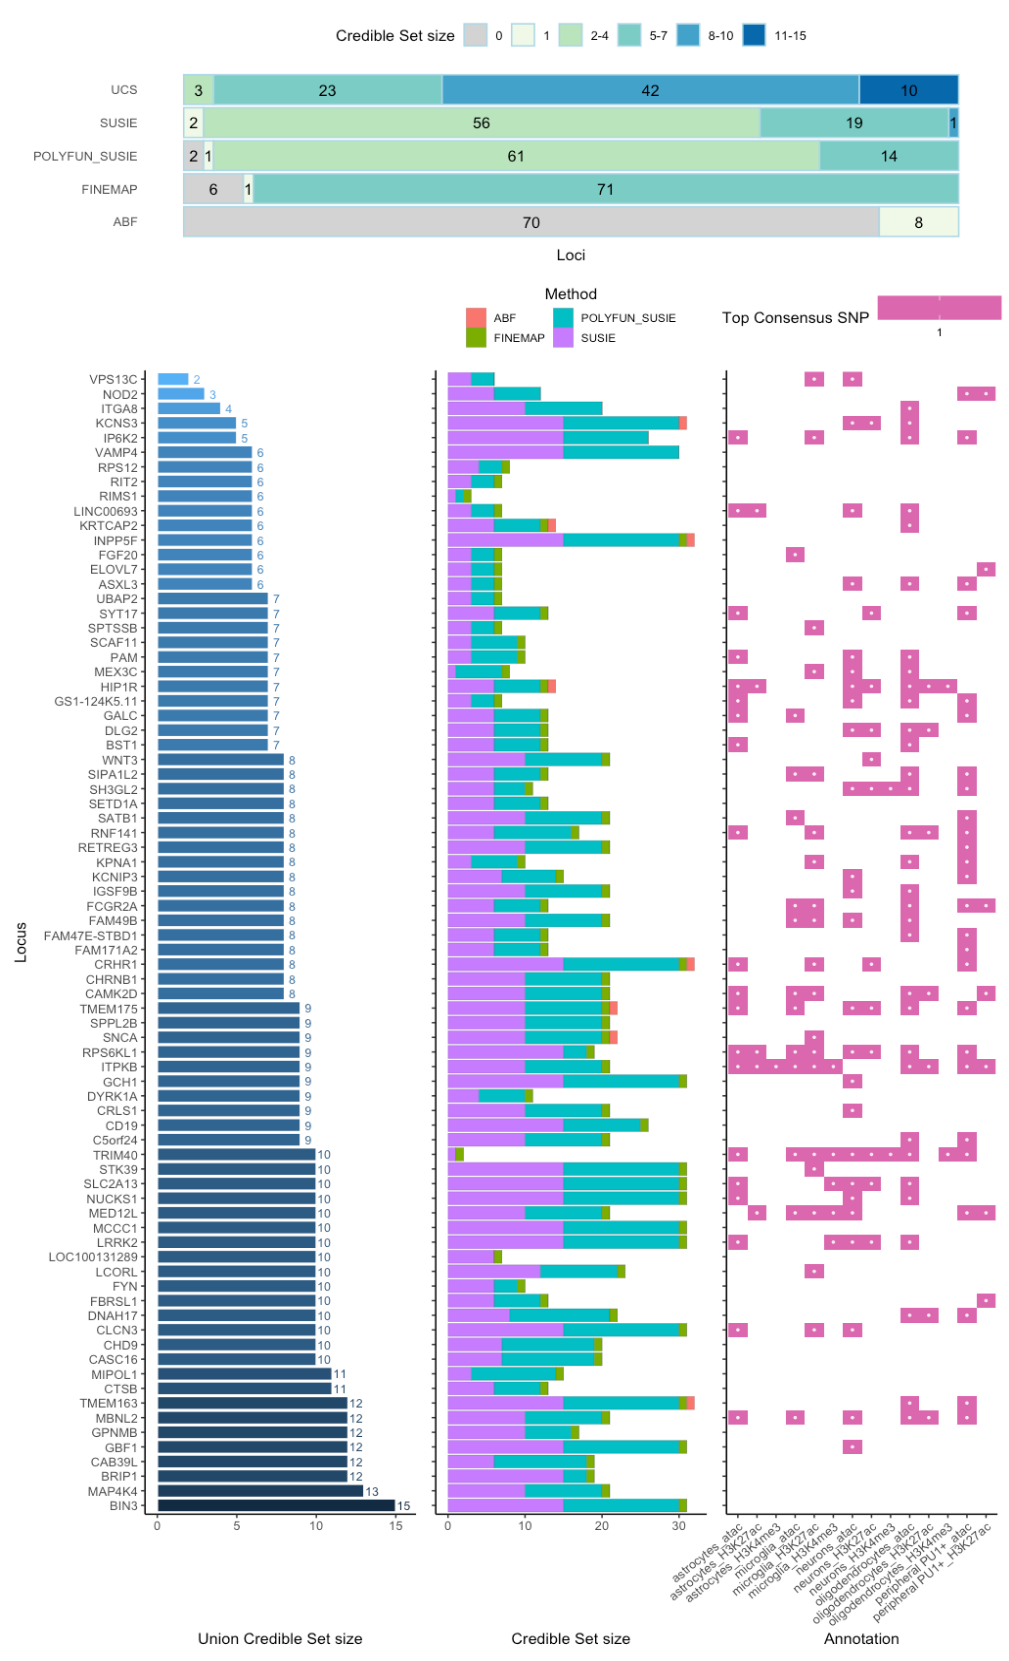 Credible Set size 0 1 2-4 5-7 8-10 11-15
UCS 3 23 42 10
SUSIE 2 56 19 1
POLYFUN_SUSIE 2 1 61 14
FINEMAP 6 1 71
ABF 70 8
Loci
Method
ABF POLYFUN_SUSIE
FINEMAP SUSIE
Top Consensus SNP
1
Locus
VPS13C 2
NOD2 3
ITGA8 4
KCNS3 5
IP6K2 5
VAMP4 6
RPS12 6
RIT2 6
RIMS1 6
LINC00693 6
KRTCAP2 6
INPP5F 6
FGF20 6
ELOVL7 6
ASXL3 6
UBAP2 7
SYT17 7
SPTSSB 7
SCAF11 7
PAM 7
MEX3C 7
HIP1R 7
GS1-124K5.11 7
GALC 7
DLG2 7
BST1 7
WNT3 8
SIPA1L2 8
SH3GL2 8
SETD1A 8
SATB1 8
RNF141 8
RETREG3 8
KPNA1 8
KCNIP3 8
IGSF9B 8
FCGR2A 8
FAM49B 8
FAM47E-STBD1 8
FAM171A2 8
CRHR1 8
CHRNB1 8
CAMK2D 8
TMEM175 9
SPPL2B 9
SNCA 9
RPS6KL1 9
ITPKB 9
GCH1 9
DYRK1A 9
CRLS1 9
CD19 9
C5orf24 9
TRIM40 10
STK39 10
SLC2A13 10
NUCKS1 10
MED12L 10
MCCC1 10
LRRK2 10
LOC100131289 10
LCORL 10
FYN 10
FBRSL1 10
DNAH17 10
CLCN3 10
CHD9 10
CASC16 10
MIPOL1 11
CTSB 11
TMEM163 12
MBNL2 12
GPNMB 12
GBF1 12
CAB39L 12
BRIP1 12
MAP4K4 13
BIN3 15
0 5 10 15
Union Credible Set size
0 10 20 30
Credible Set size
astrocytes_atac
astrocytes_H3K27ac
astrocytes_H3K4me3
microglia_atac
microglia_H3K27ac
microglia_H3K4me3
neurons_atac
neurons_H3K27ac
neurons_H3K4me3
oligodendrocytes_atac
oligodendrocytes_H3K27ac
oligodendrocytes_H3K4me3
peripheral PU1+_atac
peripheral PU1+_H3K27ac
Annotation